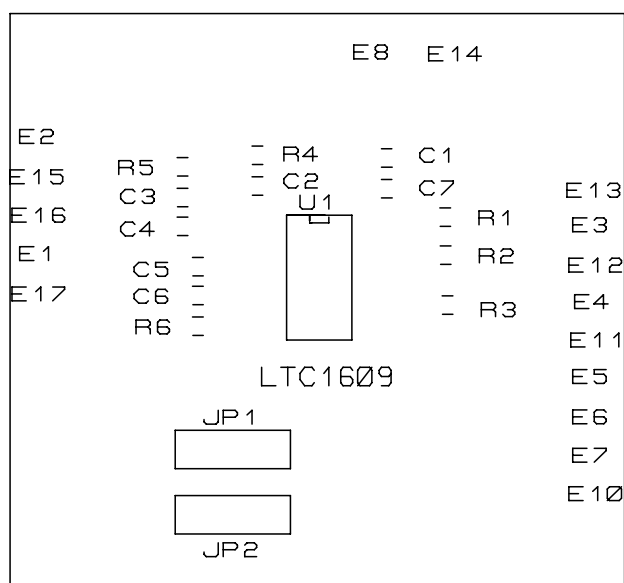 E8 E14
E2
R4 C1
R5
E15 C2 C7
C3 U1 E13
E16 R1
C4 E3
E1 R2
C5 E12
E17 C6
E4
R6 R3
E11
LTC1609 E5
JP1 E6
E7
E10
JP2